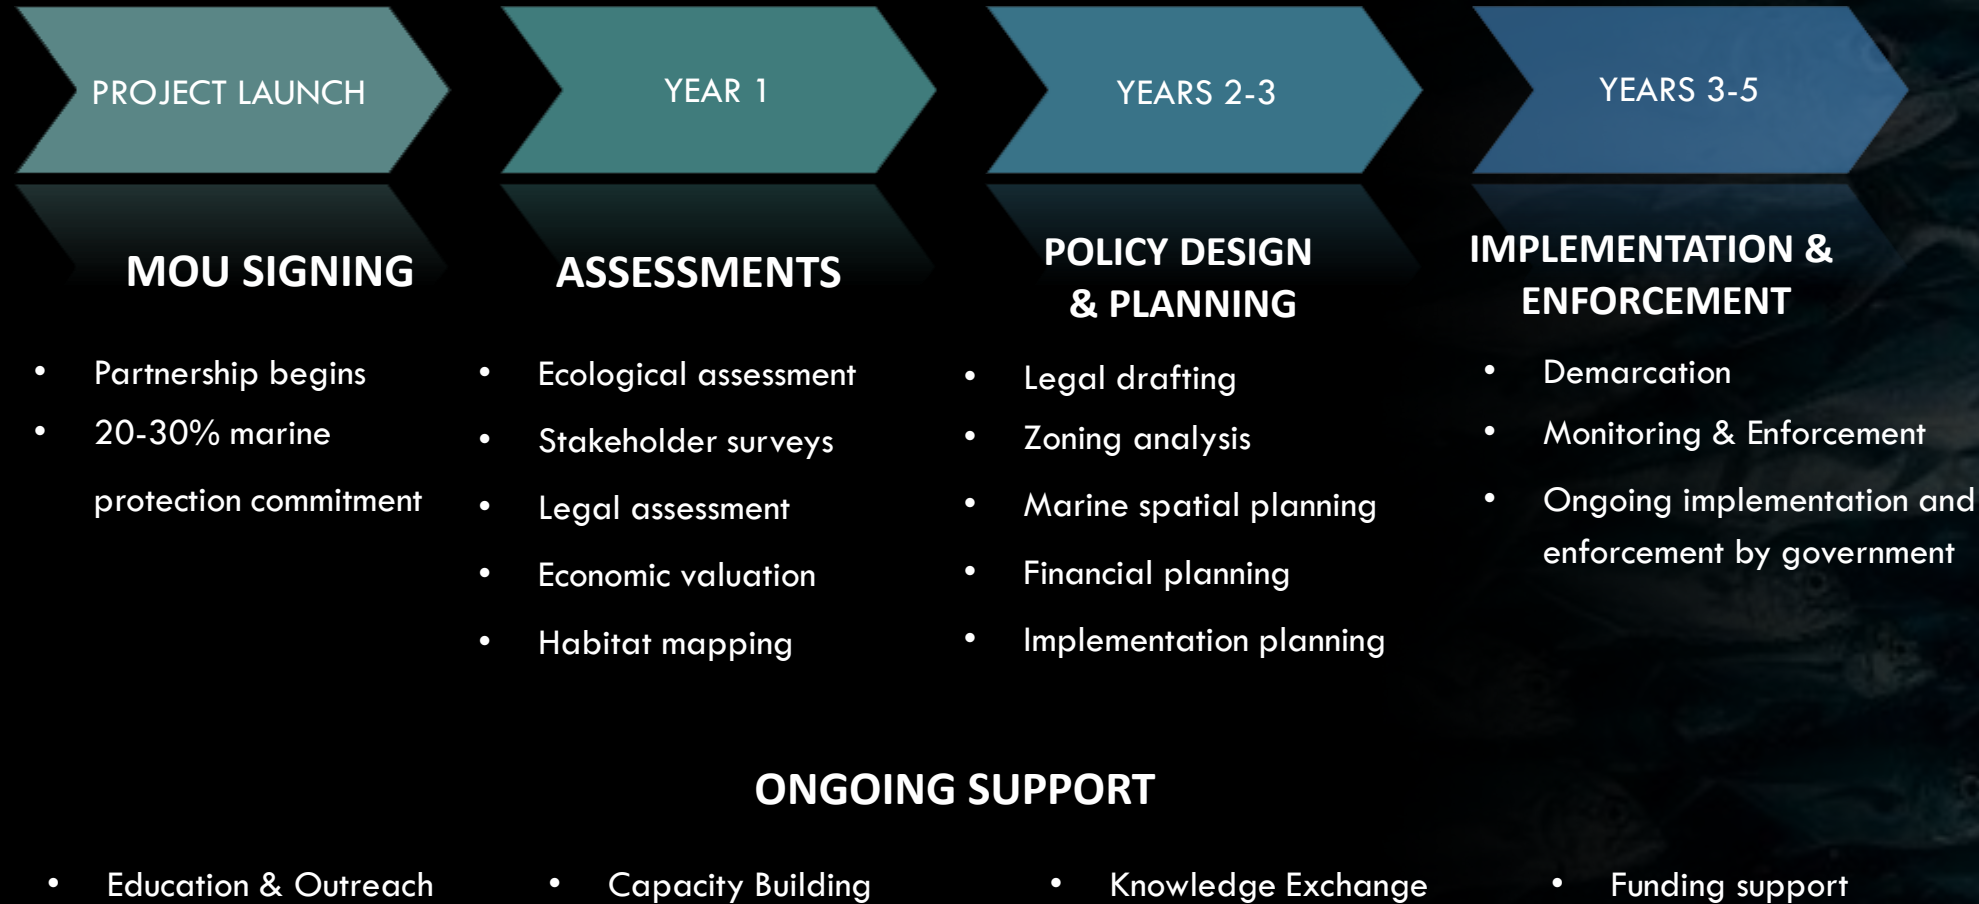 PROJECT LAUNCH
YEAR 1
YEARS 2-3
YEARS 3-5
MOU SIGNING
• Partnership begins
• 20-30% marine
protection commitment
ASSESSMENTS
• Ecological assessment
• Stakeholder surveys
• Legal assessment
• Economic valuation
• Habitat mapping
POLICY DESIGN
& PLANNING
• Legal drafting
• Zoning analysis
• Marine spatial planning
• Financial planning
• Implementation planning
IMPLEMENTATION &
ENFORCEMENT
• Demarcation
• Monitoring & Enforcement
• Ongoing implementation and
enforcement by government
ONGOING SUPPORT
• Education & Outreach
• Capacity Building
• Knowledge Exchange
• Funding support